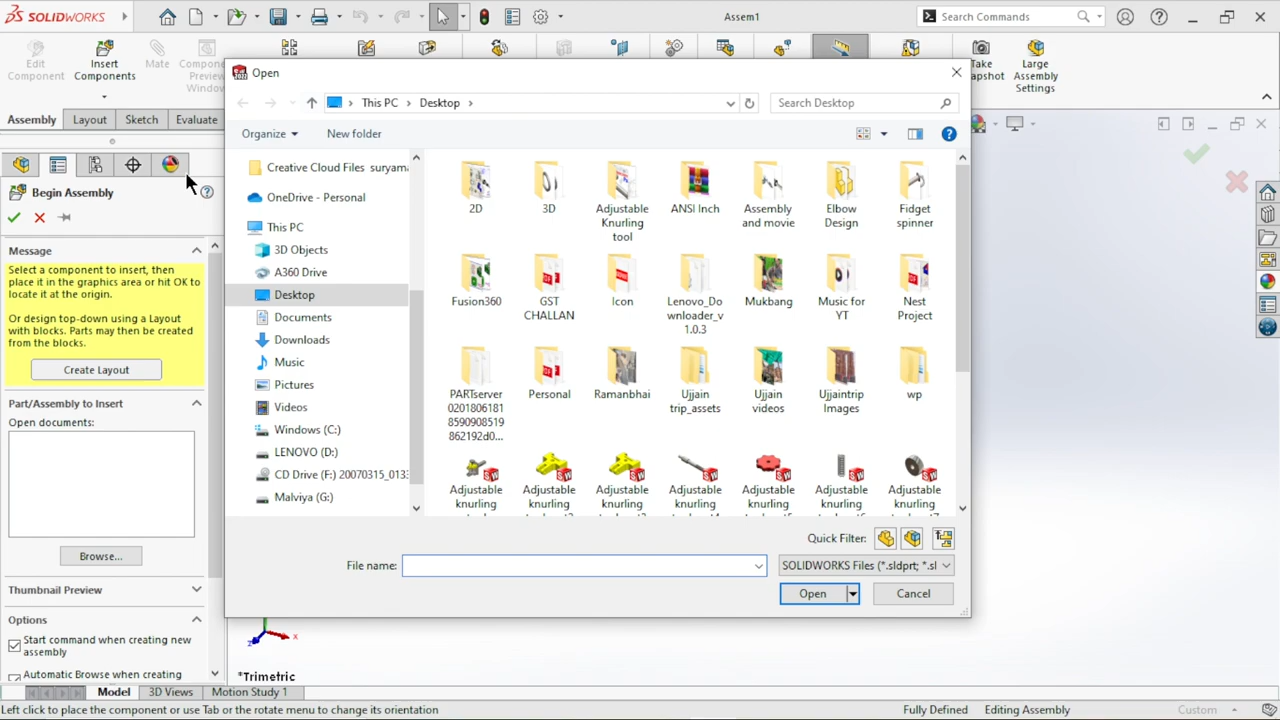 SOLIDWORKS
Assem1
Search Commands
Edit
Component
Insert
Components
Mate
Compone
Preview
Window
Take
apshot
Large
Assembly
Settings
Assembly
Layout
Sketch
Evaluate
Begin Assembly
Message
Select a component to insert, then
place it in the graphics area or hit OK to
locate it at the origin.
Or design top-down using a Layout
with blocks. Parts may then be created
from the blocks.
Create Layout
Part/Assembly to Insert
Open documents:
Browse...
Thumbnail Preview
Options
Start command when creating new
assembly
Automatic Browse when creating
Open
This PC > Desktop >
Search Desktop
Organize
New folder
Creative Cloud Files suryam
OneDrive - Personal
This PC
3D Objects
A360 Drive
Desktop
Documents
Downloads
Music
Pictures
Videos
Windows (C:)
LENOVO (D:)
CD Drive (F:) 20070315_013
Malviya (G:)
2D
3D
Adjustable
Knurling
tool
ANSI Inch
Assembly
and movie
Elbow
Design
Fidget
spinner
Fusion360
GST
CHALLAN
Icon
Lenovo_Do
wnloader_v
1.0.3
Mukbang
Music for
YT
Nest
Project
PARTserver
0201806181
8590908519
862192d0...
Personal
Ramanbhai
Ujjain
trip_assets
Ujjain
videos
Ujjaintrip
Images
wp
Adjustable
knurling
Adjustable
knurling
Adjustable
knurling
Adjustable
knurling
Adjustable
knurling
Adjustable
knurling
Adjustable
knurling
Quick Filter:
File name:
SOLIDWORKS Files (*.sldprt; *.sl
Open
Cancel
*Trimetric
Model
3D Views
Motion Study 1
Left click to place the component or use Tab or the rotate menu to change its orientation
Fully Defined
Editing Assembly
Custom